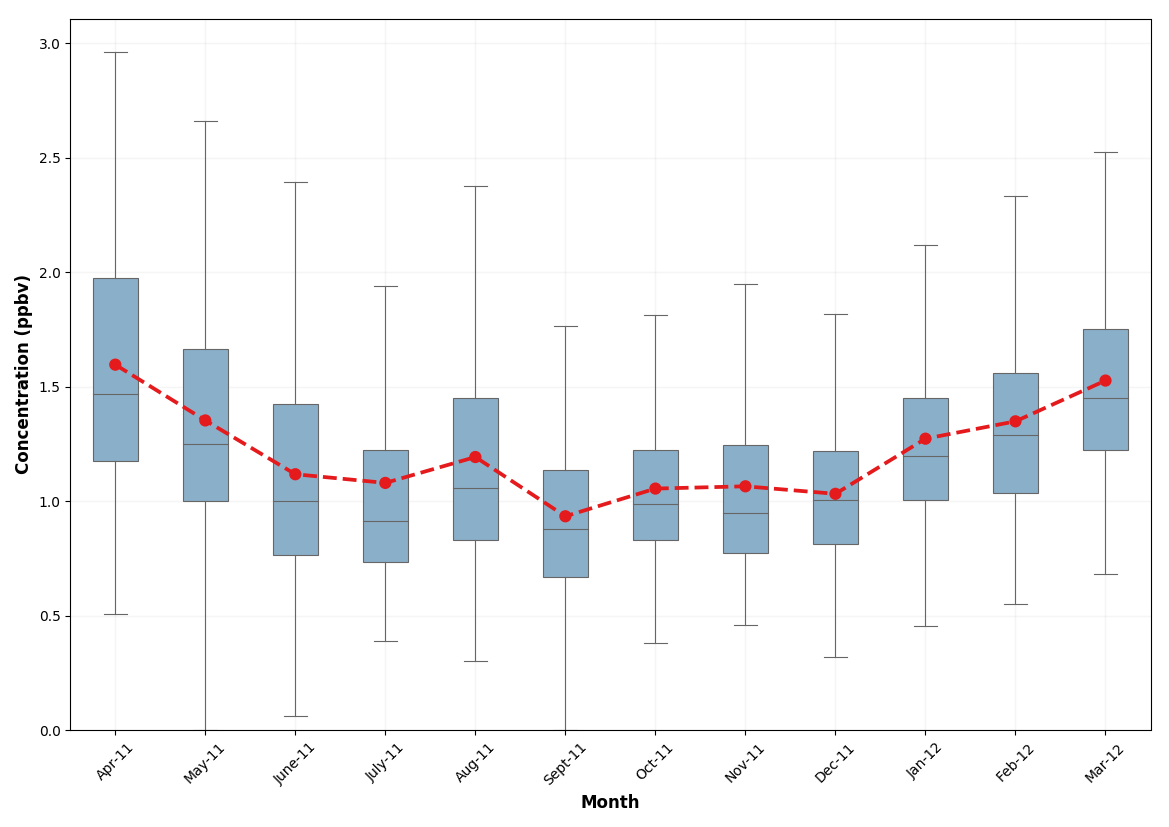 Concentration (ppbv)
3.0
2.5
2.0
1.5
1.0
0.5
0.0
Apr-11
May-11
June-11
July-11
Aug-11
Sept-11
Oct-11
Nov-11
Dec-11
Jan-12
Feb-12
Mar-12
Month